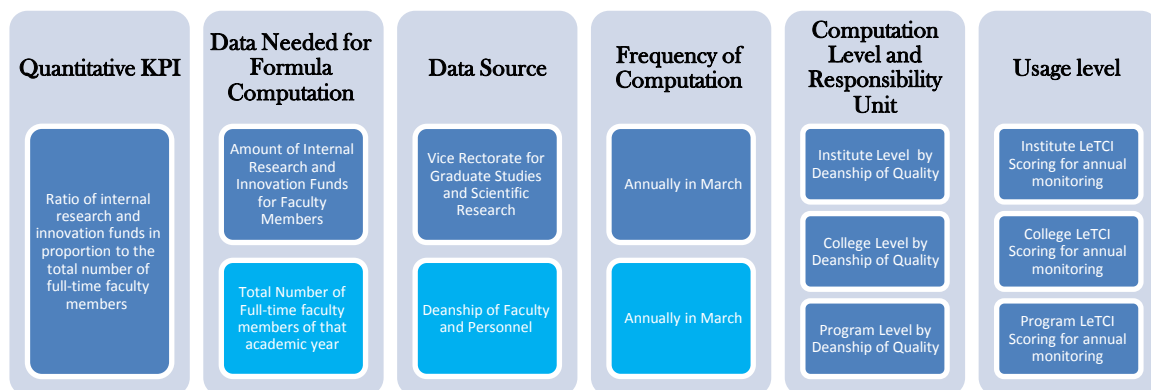 Quantitative KPI
Ratio of internal
research and
innovation funds in
proportion to the
total number of
full-time faculty
members
Data Needed for
Formula
Computation
Amount of Internal
Research and
Innovation Funds
for Faculty
Members
Total Number of
Full-time faculty
members of that
academic year
Data Source
Vice Rectorate for
Graduate Studies
and Scientific
Research
Deanship of Faculty
and Personnel
Frequency of
Computation
Annually in March
Annually in March
Computation
Level and
Responsibility
Unit
Institute Level by
Deanship of Quality
College Level by
Deanship of Quality
Program Level by
Deanship of Quality
Usage level
Institute LeTCI
Scoring for annual
monitoring
College LeTCI
Scoring for annual
monitoring
Program LeTCI
Scoring for annual
monitoring